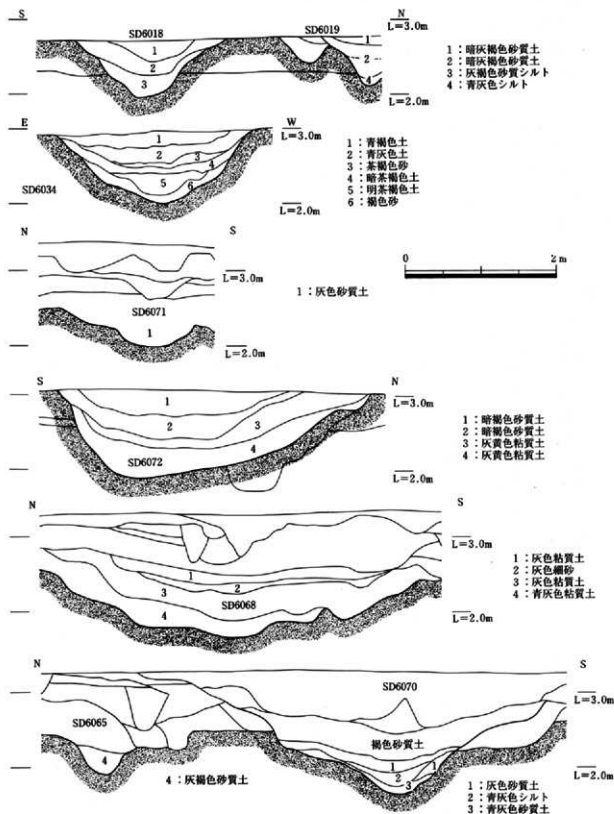 S
SD6018
SD6019
N
L=3.0m
1
2
3
1
2
4
L=2.0m
1：暗灰褐色砂質土
2：暗灰褐色砂質土
3：灰褐色砂質シルト
4：青灰色シルト
E
W
L=3.0m
1
2
3
4
5
6
SD6034
L=2.0m
1：青褐色土
2：青灰色土
3：茶褐色砂
4：暗茶褐色土
5：明茶褐色土
6：褐色砂
N
S
L=3.0m
SD6071
1
L=2.0m
1：灰色砂質土
0
2 m
S
N
L=3.0m
1
2
3
4
SD6072
L=2.0m
1：暗褐色砂質土
2：暗褐色砂質土
3：灰黄色粘質土
4：灰黄色粘質土
N
S
L=3.0m
1
2
3
SD6068
4
L=2.0m
1：灰色粘質土
2：灰色細砂
3：灰色粘質土
4：青灰色粘質土
N
S
SD6070
L=3.0m
SD6065
褐色砂質土
4
1
1
2
3
L=2.0m
4：灰褐色砂質土
1：灰色砂質土
2：青灰色シルト
3：青灰色砂質土